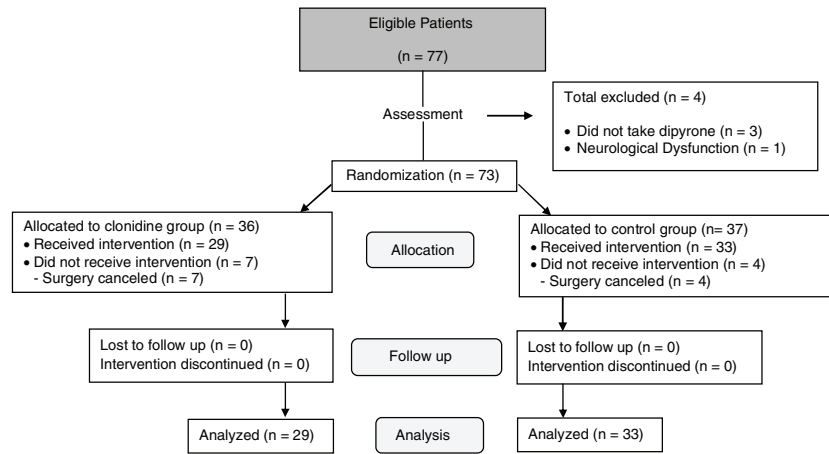 Eligible Patients
(n = 77)
Assessment
Total excluded (n = 4)
• Did not take dipyrone (n = 3)
• Neurological Dysfunction (n = 1)
Randomization (n = 73)
Allocated to clonidine group (n = 36)
• Received intervention (n = 29)
• Did not receive intervention (n = 7)
- Surgery canceled (n = 7)
Allocation
Allocated to control group (n= 37)
• Received intervention (n = 33)
• Did not receive intervention (n = 4)
- Surgery canceled (n = 4)
Lost to follow up (n = 0)
Intervention discontinued (n = 0)
Follow up
Lost to follow up (n = 0)
Intervention discontinued (n = 0)
Analyzed (n = 29)
Analysis
Analyzed (n = 33)